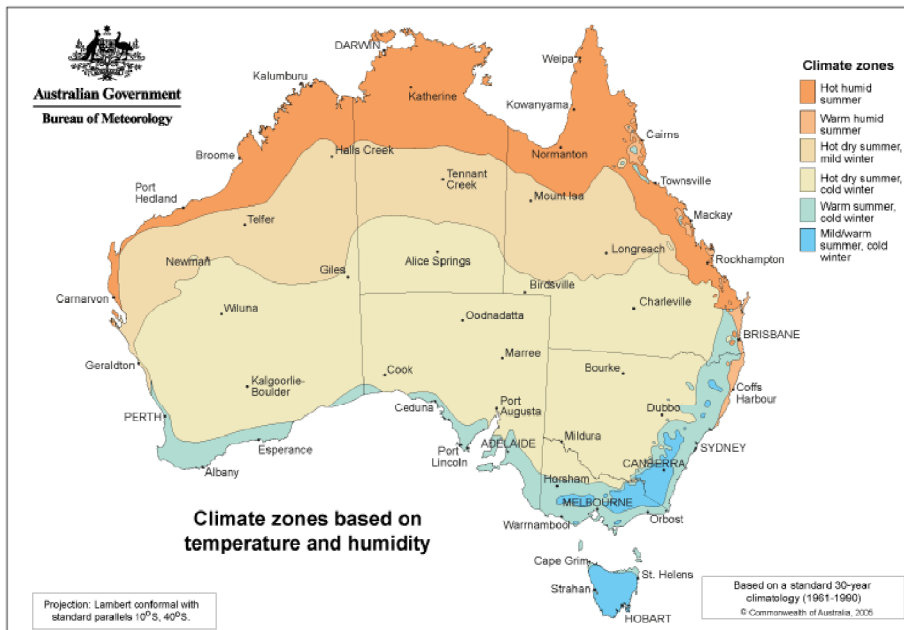 Australian Government
Bureau of Meteorology
DARWIN
Weipa
Kalumburu
Katherine
Kowanyama
Cairns
Broome
Halls Creek
Normanton
Tennant
Creek
Townsville
Port
Hedland
Mount Isa
Mackay
Telfer
Longreach
Newman
Alice Springs
Rockhampton
Giles
Birdsville
Carnarvon
Wiluna
Charleville
Oodnadatta
BRISBANE
Geraldton
Marree
Cook
Bourke
Kalgoorlie-
Boulder
Coffs
Harbour
PERTH
Ceduna
Port
Augusta
Dubbo
Esperance
ADELAIDE
Mildura
SYDNEY
Albany
Port
Lincoln
CANBERRA
Horsham
MELBOURNE
Warrnambool
Orbost
Cape Grim
St. Helens
Strahan
HOBART
Climate zones
Hot humid
summer
Warm humid
summer
Hot dry summer,
mild winter
Hot dry summer,
cold winter
Warm summer,
cold winter
Mild/warm
summer, cold
winter
Climate zones based on
temperature and humidity
Projection: Lambert conformal with
standard parallels 10°S, 40°S.
Based on a standard 30-year
climatology (1961-1990)
© Commonwealth of Australia, 2005